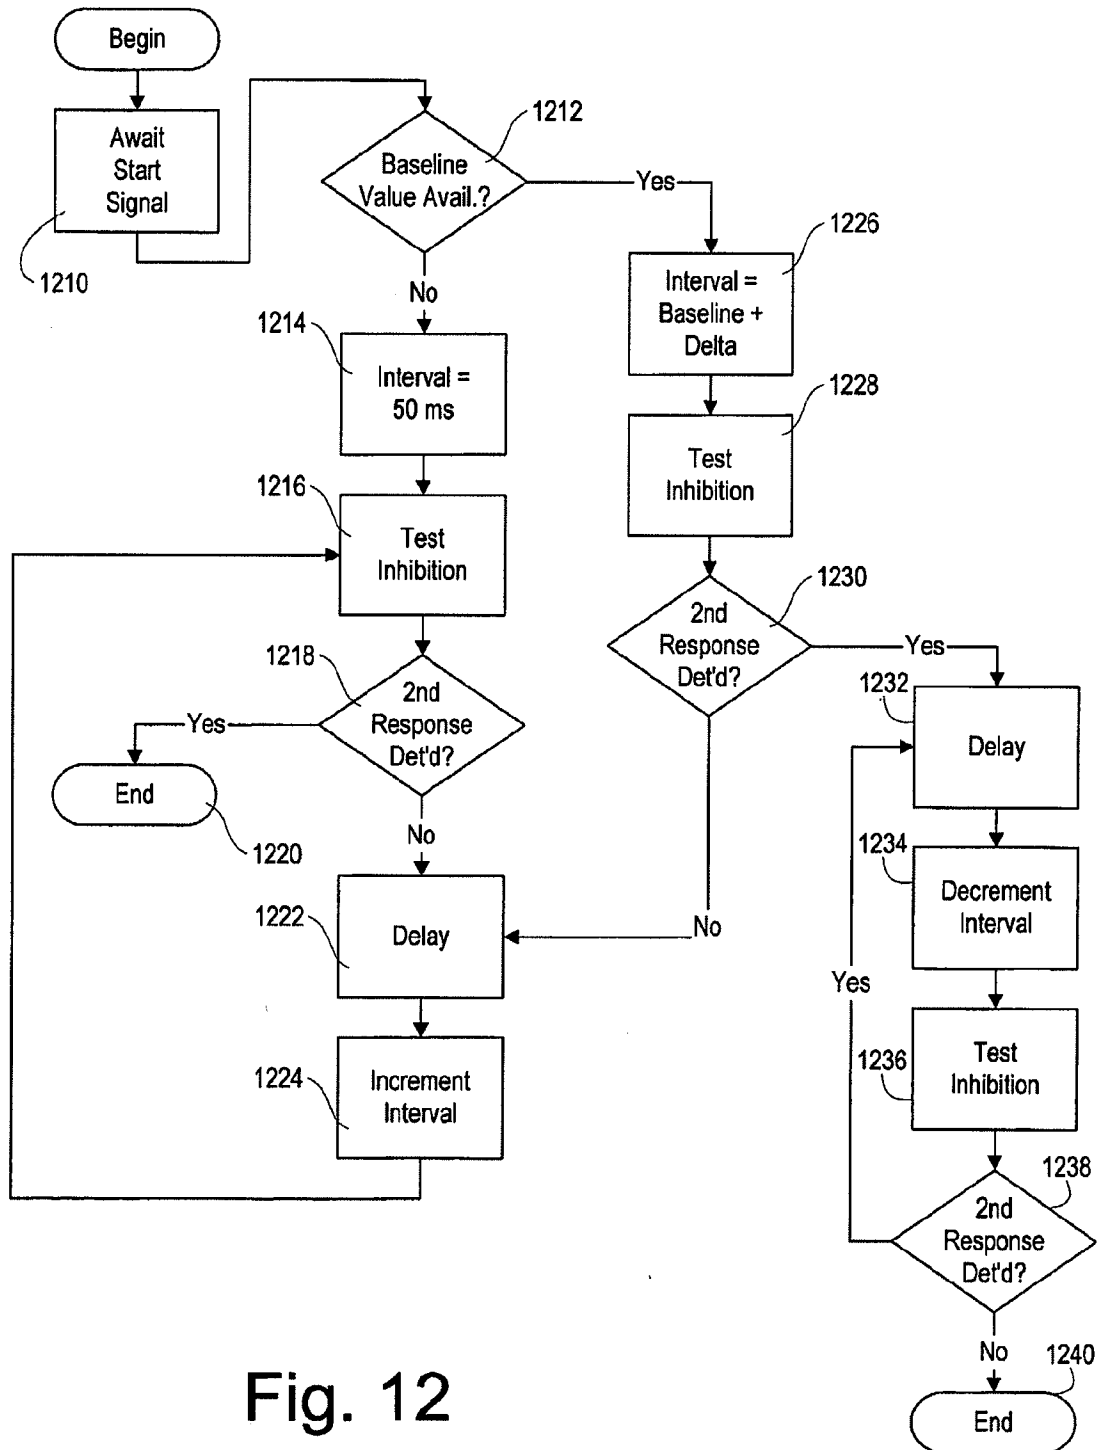 Begin
Await
Start
Signal
1210
Baseline
Value Avail.?
1212
Yes
No
1214
Interval =
50 ms
1216
Test
Inhibition
1218
2nd
Response
Det'd?
Yes
End
1220
No
1222
Delay
1224
Increment
Interval
1226
Interval =
Baseline +
Delta
1228
Test
Inhibition
1230
2nd
Response
Det'd?
Yes
No
1232
Delay
1234
Decrement
Interval
1236
Test
Inhibition
Yes
1238
2nd
Response
Det'd?
No
1240
End
Fig. 12